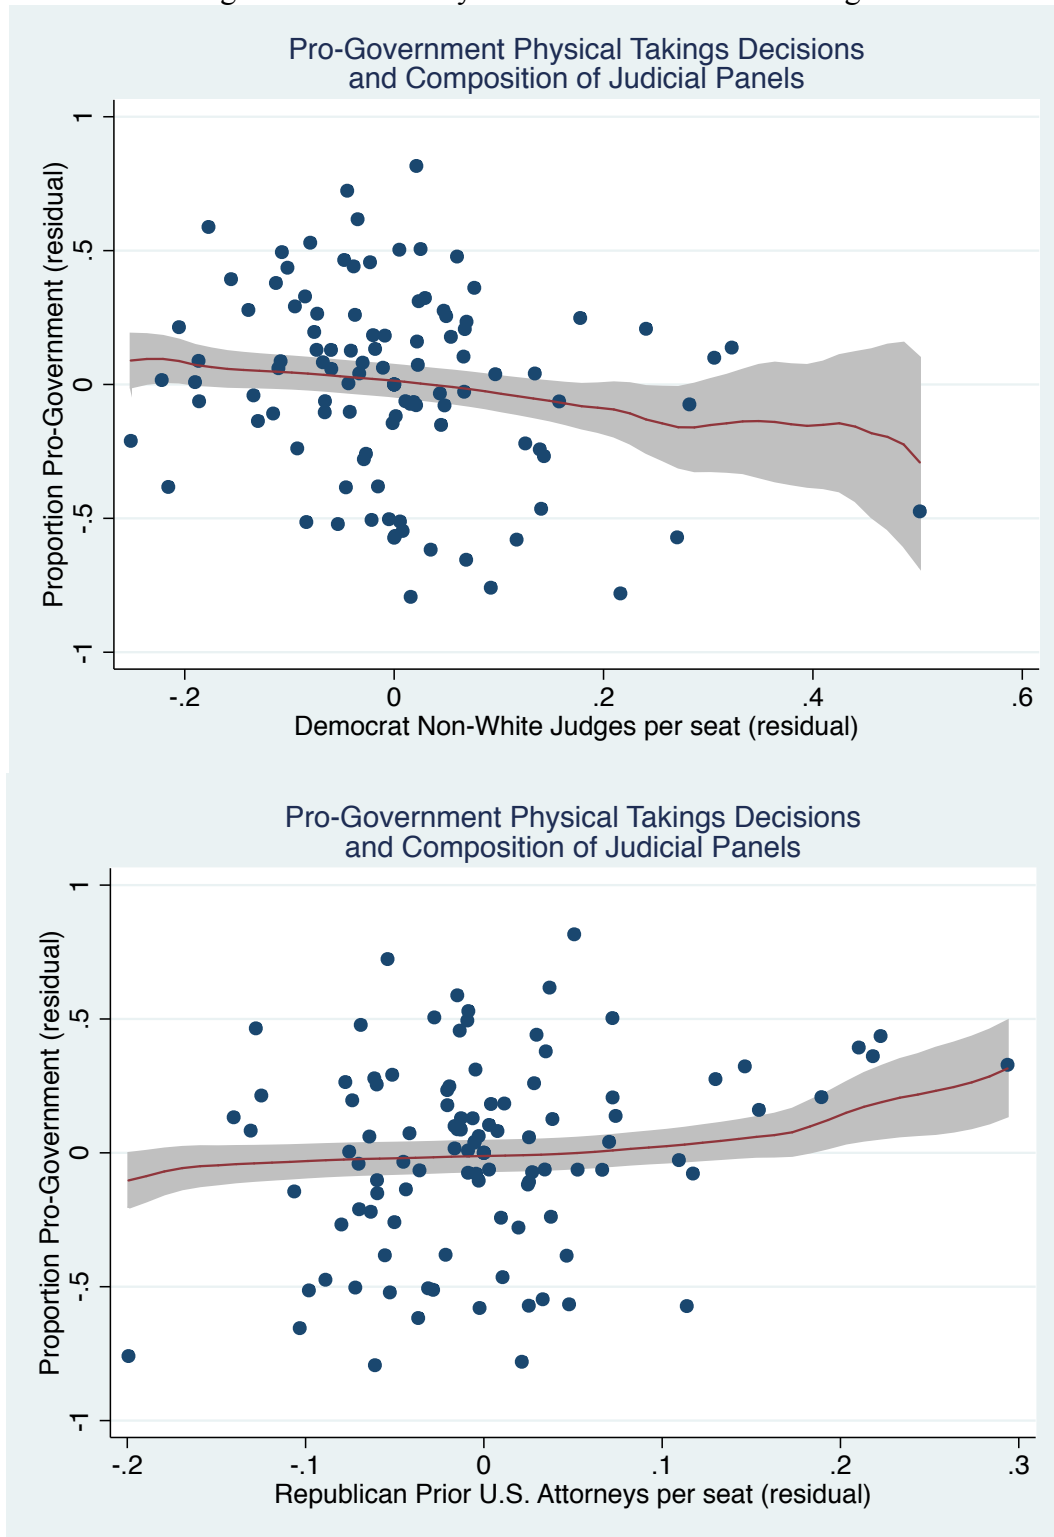 Pro-Government Physical Takings Decisions
and Composition of Judicial Panels
Proportion Pro-Government (residual)
1
.5
0
-.5
-1
-.2 0 .2 .4 .6
Democrat Non-White Judges per seat (residual)
Pro-Government Physical Takings Decisions
and Composition of Judicial Panels
Proportion Pro-Government (residual)
1
.5
0
-.5
-1
-.2 -.1 0 .1 .2 .3
Republican Prior U.S. Attorneys per seat (residual)